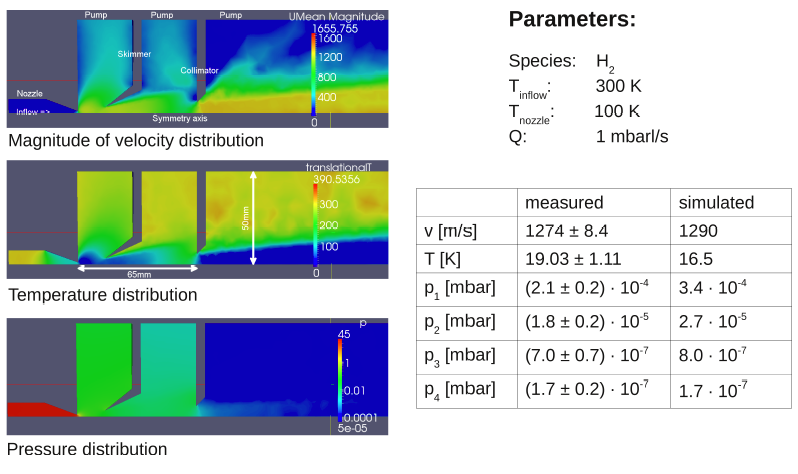 Pump Pump Pump
UMean Magnitude
1655.755
1600
1200
800
400
0
Skimmer
Collimator
Nozzle
Inflow =>
Symmetry axis
Magnitude of velocity distribution
translationalT
390.5356
300
200
100
0
50mm
65mm
Temperature distribution
p
45
1
0.01
0.0001
5e-05
Pressure distribution
Parameters:
Species: H₂
T_inflow: 300 K
T_nozzle: 100 K
Q: 1 mbarl/s
measured simulated
v [m/s] 1274 ± 8.4 1290
T [K] 19.03 ± 1.11 16.5
p₁ [mbar] (2.1 ± 0.2) · 10⁻⁴ 3.4 · 10⁻⁴
p₂ [mbar] (1.8 ± 0.2) · 10⁻⁵ 2.7 · 10⁻⁵
p₃ [mbar] (7.0 ± 0.7) · 10⁻⁷ 8.0 · 10⁻⁷
p₄ [mbar] (1.7 ± 0.2) · 10⁻⁷ 1.7 · 10⁻⁷